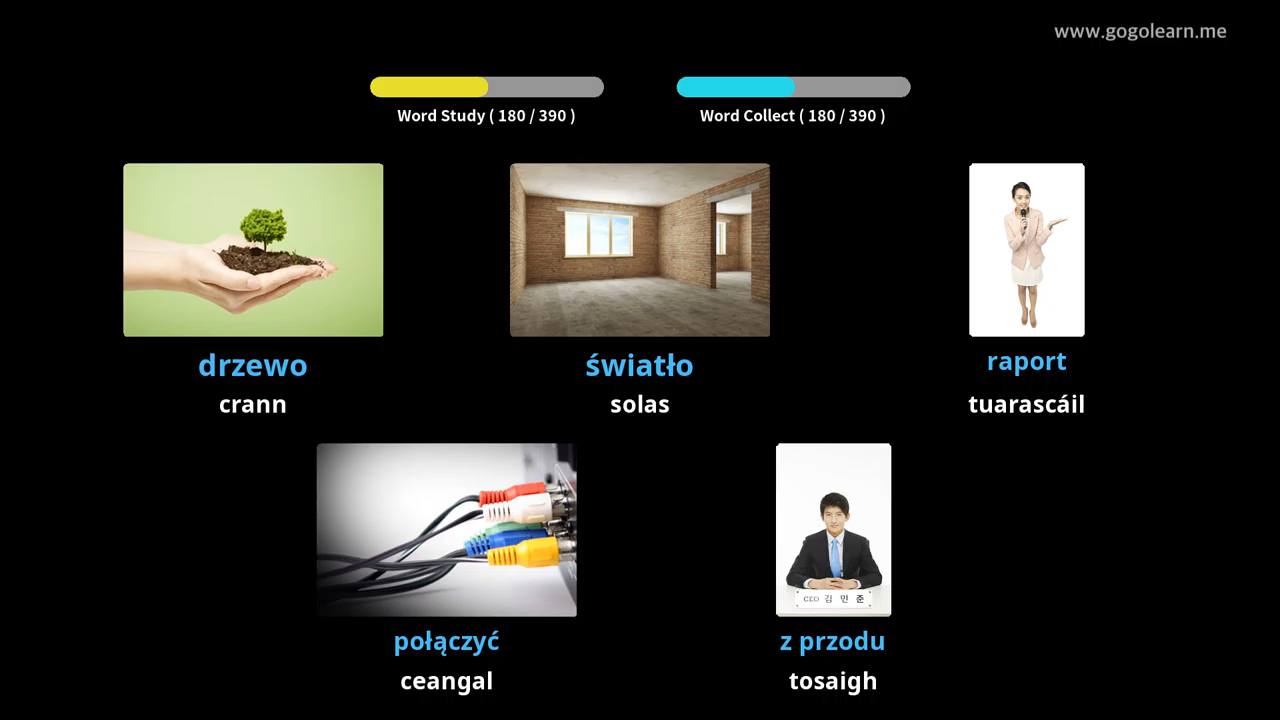 www.gogolearn.me
Word Study ( 180 / 390 )
Word Collect ( 180 / 390 )
drzewo
crann
światło
solas
raport
tuarascáil
połączyć
ceangal
CEO 김 민 준
z przodu
tosaigh